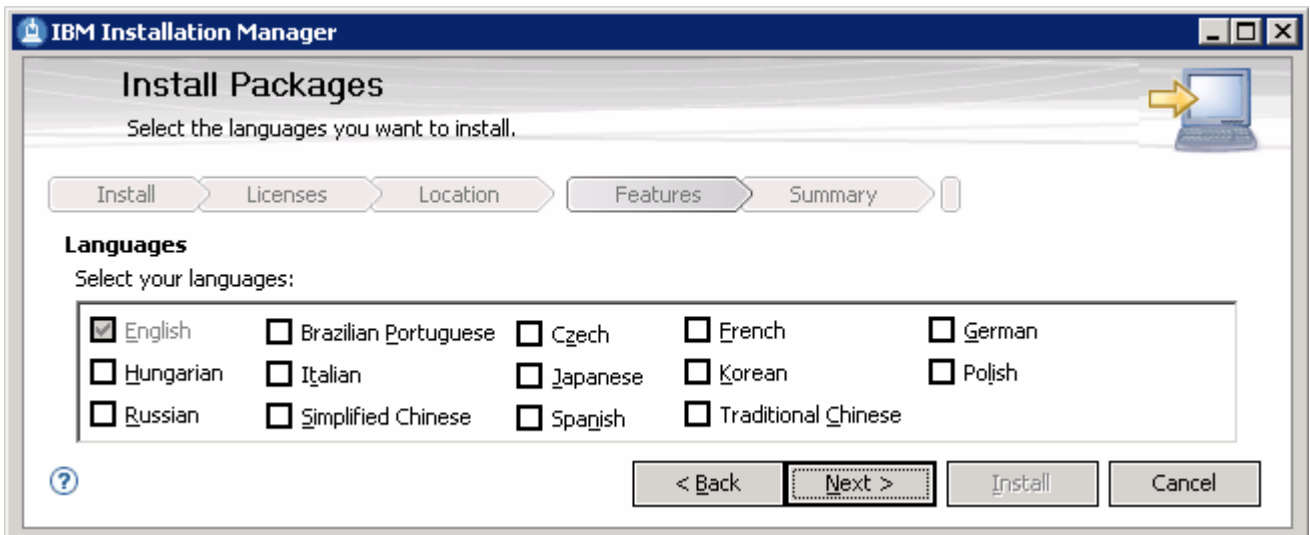 IBM Installation Manager
Install Packages
Select the languages you want to install.
Install Licenses Location Features Summary
Languages
Select your languages:
English Brazilian Portuguese Czech French German
Hungarian Italian Japanese Korean Polish
Russian Simplified Chinese Spanish Traditional Chinese
? < Back Next > Install Cancel